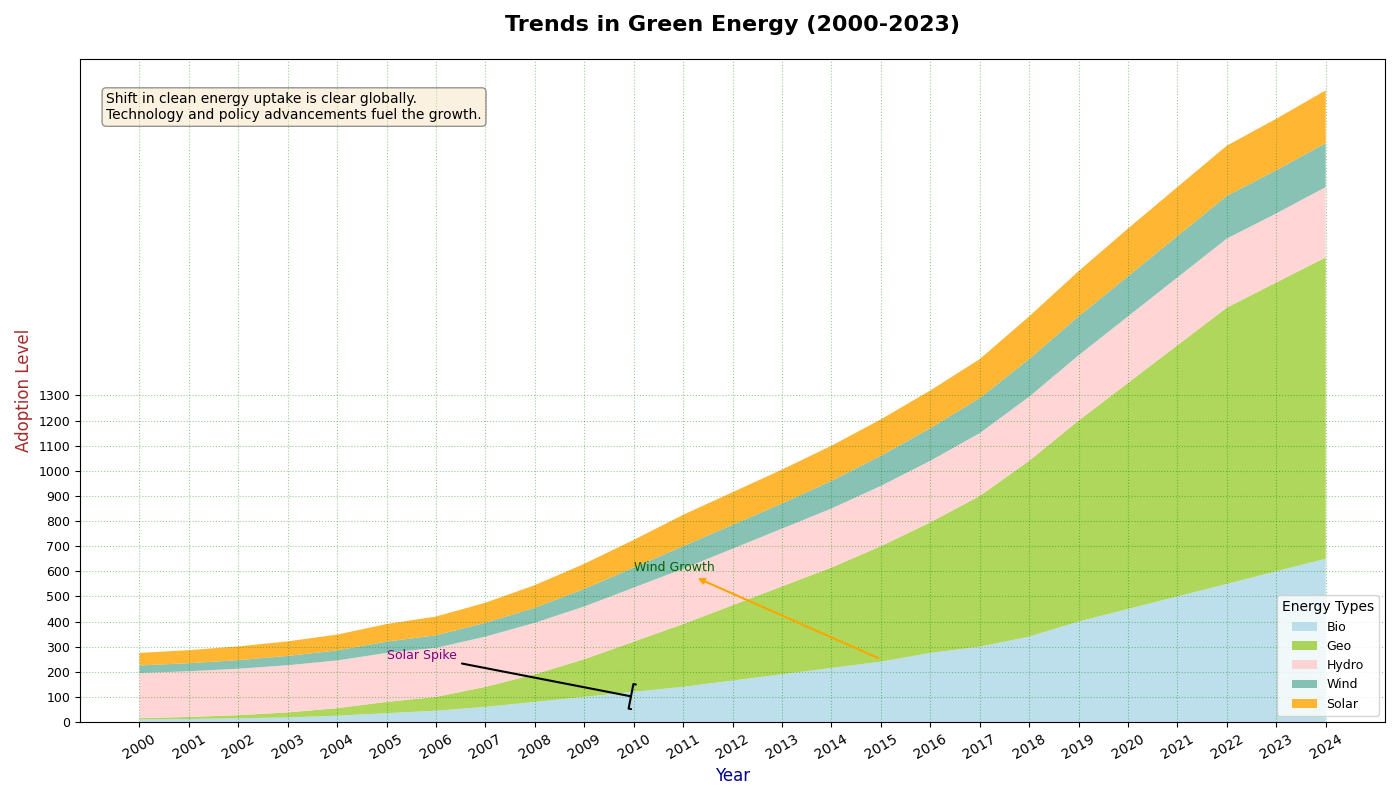 Trends in Green Energy (2000-2023)
Shift in clean energy uptake is clear globally.
Technology and policy advancements fuel the growth.
Adoption Level
1300
1200
1100
1000
900
800
700
600
500
400
300
200
100
0
Wind Growth
Solar Spike
Energy Types
Bio
Geo
Hydro
Wind
Solar
2000 2001 2002 2003 2004 2005 2006 2007 2008 2009 2010 2011 2012 2013 2014 2015 2016 2017 2018 2019 2020 2021 2022 2023 2024
Year